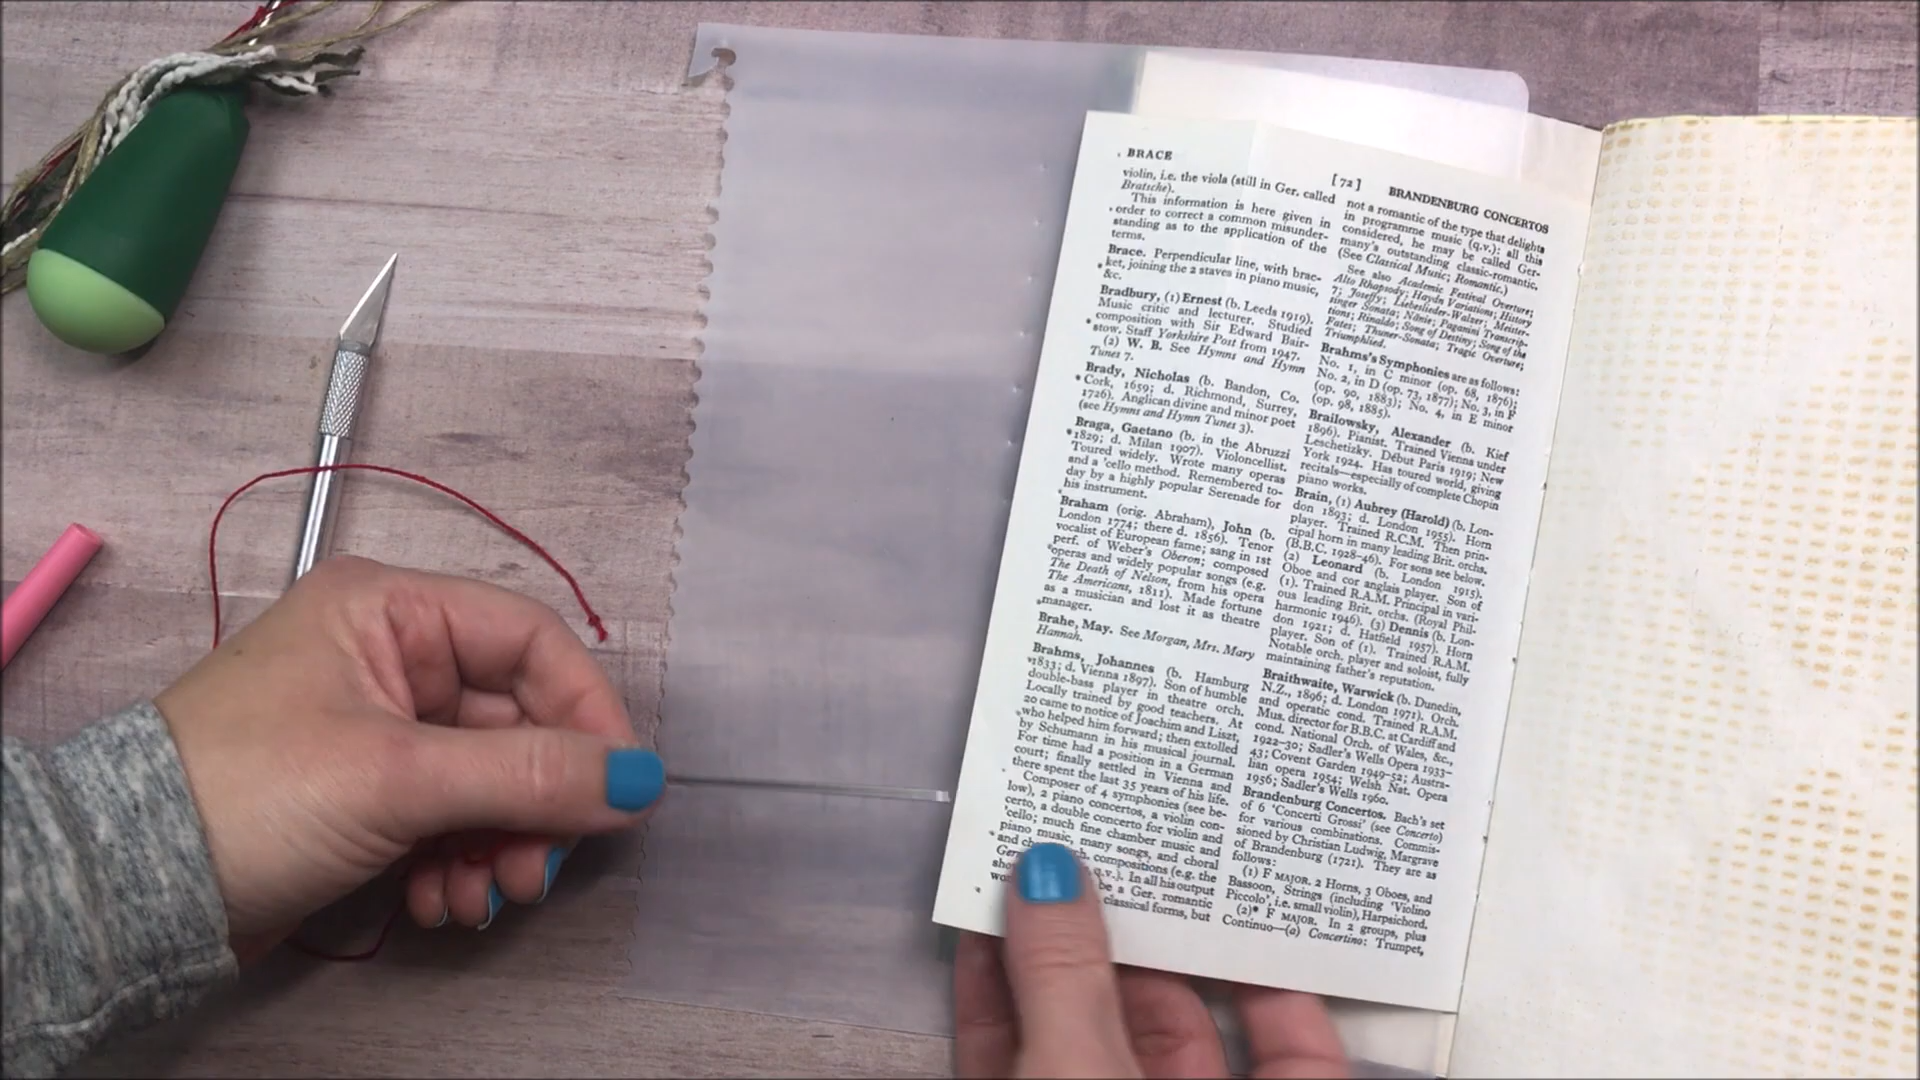 BRACE
[72]
BRANDENBURG CONCERTOS
violin, i.e. the viola (still in Ger. called
Bratsche).
This information is here given in
order to correct a common misunder-
standing as to the application of the
terms.
Brace. Perpendicular line, with brac-
ket, joining the 2 staves in piano music,
&c.
Bradbury, (1) Ernest (b. Leeds 1919).
Music critic and lecturer. Studied
composition with Sir Edward Bair-
stow. Staff Yorkshire Post from 1947.
(2) W. B. See Hymns and Hymn
Tunes 7.
Brady, Nicholas (b. Bandon, Co.
Cork, 1659; d. Richmond, Surrey,
1726). Anglican divine and minor poet
(see Hymns and Hymn Tunes 3).
Braga, Gaetano (b. in the Abruzzi
1829; d. Milan 1907). Violoncellist.
Toured widely. Wrote many operas
and a 'cello method. Remembered to-
day by a highly popular Serenade for
his instrument.
Braham (orig. Abraham), John (b.
London 1774; there d. 1856). Tenor
vocalist of European fame; sang in 1st
perf. of Weber's Oberon; composed
operas and widely popular songs (e.g.
The Death of Nelson, from his opera
The Americans, 1811). Made fortune
as a musician and lost it as theatre
manager.
Brahe, May. See Morgan, Mrs. Mary
Hannah.
Brahms, Johannes (b. Hamburg
1833; d. Vienna 1897). Son of humble
double-bass player in theatre orch.
Locally trained by good teachers. At
20 came to notice of Joachim and Liszt,
who helped him forward; then extolled
by Schumann in his musical journal.
For time had a position in a German
court; finally settled in Vienna and
there spent the last 35 years of his life.
Composer of 4 symphonies (see be-
low), 2 piano concertos, a violin con-
certo, a double concerto for violin and
'cello; much fine chamber music and
piano music, many songs, and choral
and compositions (e.g. the
q.v.). In all his output
be a Ger. romantic
classical forms, but
not a romantic of the type that delights
in programme music (q.v.); all this
considered, he may be called Ger-
many's outstanding classic-romantic.
(See Classical Music; Romantic.)
See also Academic Festival Overture;
Alto Rhapsody; Haydn Variations; History
7; Joseffy; Liebeslieder-Walzer; Meister-
singer Sonata; Nänie; Paganini Transcrip-
tions; Rinaldo; Song of Destiny; Song of the
Fates; Thuner-Sonata; Tragic Overture;
Triumphlied.
Brahms's Symphonies are as follows:
No. 1, in C minor (op. 68, 1876);
No. 2, in D (op. 73, 1877); No. 3, in F
(op. 90, 1883); No. 4, in E minor
(op. 98, 1885).
Brailowsky, Alexander (b. Kief
1896). Pianist. Trained Vienna under
Leschetizky. Début Paris 1919; New
York 1924. Has toured world, giving
recitals—especially of complete Chopin
piano works.
Brain, (1) Aubrey (Harold) (b. Lon-
don 1893; d. London 1955). Horn
player. Trained R.C.M. Then prin-
cipal horn in many leading Brit. orchs.
(B.B.C. 1928–46). For sons see below.
(2) Leonard (b. London 1915).
Oboe and cor anglais player. Son of
(1). Trained R.A.M. Principal in vari-
ous leading Brit. orchs. (Royal Phil-
harmonic 1946). (3) Dennis (b. Lon-
don 1921; d. Hatfield 1957). Horn
player. Son of (1). Trained R.A.M.
Notable orch. player and soloist, fully
maintaining father's reputation.
Braithwaite, Warwick (b. Dunedin,
N.Z., 1896; d. London 1971). Orch.
and operatic cond. Trained R.A.M.
Mus. director for B.B.C. at Cardiff and
cond. National Orch. of Wales, &c.,
1922–30; Sadler's Wells Opera 1933–
43; Covent Garden 1949–52; Austra-
lian opera 1954; Welsh Nat. Opera
1956; Sadler's Wells 1960.
Brandenburg Concertos. Bach's set
of 6 'Concerti Grossi' (see Concerto)
for various combinations. Commis-
sioned by Christian Ludwig, Margrave
of Brandenburg (1721). They are as
follows:
(1) F MAJOR. 2 Horns, 3 Oboes, and
Bassoon, Strings (including 'Violino
Piccolo', i.e. small violin), Harpsichord.
(2)* F MAJOR. In 2 groups, plus
Continuo—(a) Concertino: Trumpet,